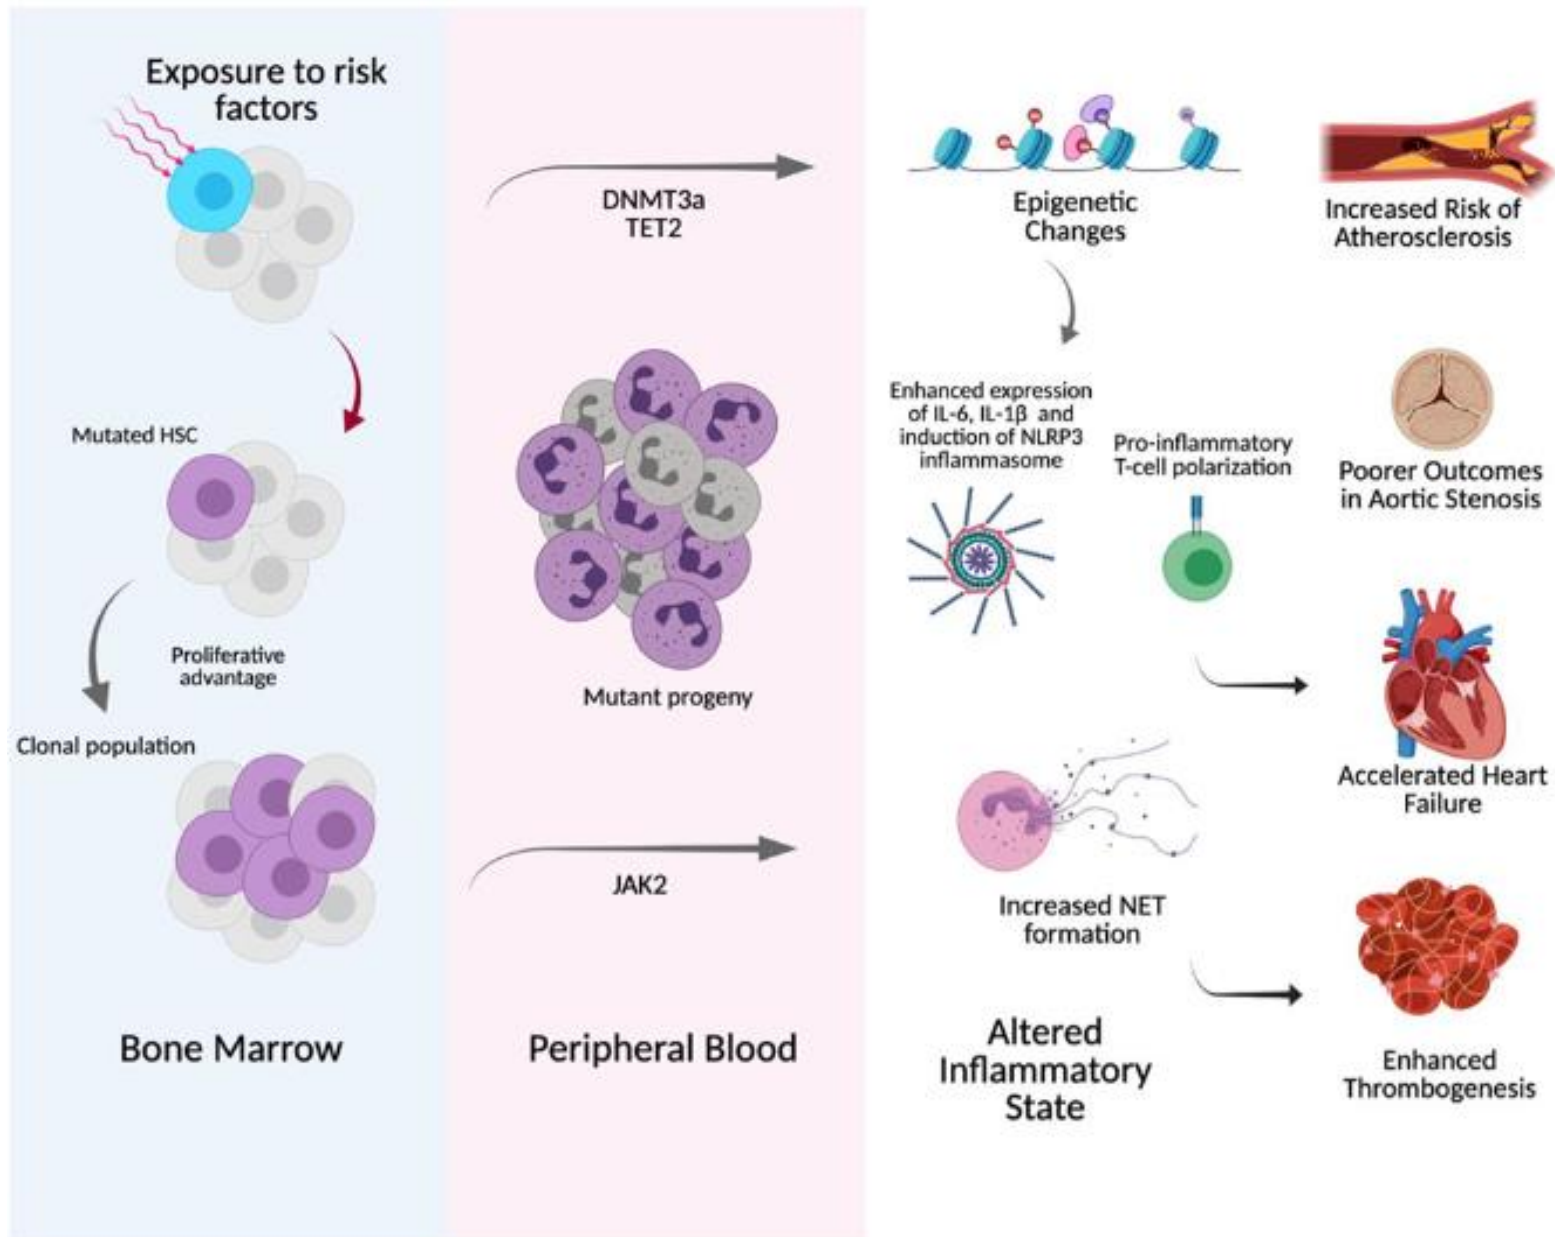 Exposure to risk
factors
Mutated HSC
Proliferative
advantage
Clonal population
Bone Marrow
DNMT3a
TET2
Mutant progeny
JAK2
Peripheral Blood
Epigenetic
Changes
Enhanced expression
of IL-6, IL-1β and
induction of NLRP3
inflammasome
Pro-inflammatory
T-cell polarization
Increased NET
formation
Altered
Inflammatory
State
Increased Risk of
Atherosclerosis
Poorer Outcomes
in Aortic Stenosis
Accelerated Heart
Failure
Enhanced
Thrombogenesis